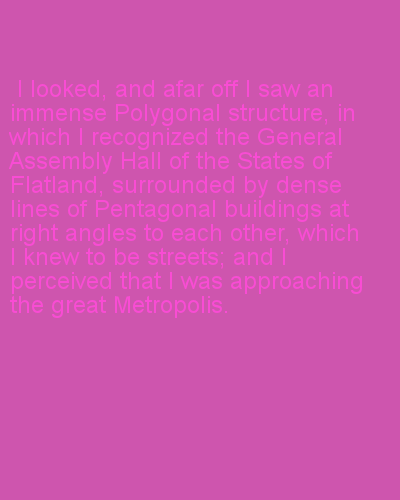 I looked, and afar off I saw an
immense Polygonal structure, in
which I recognized the General
Assembly Hall of the States of
Flatland, surrounded by dense
lines of Pentagonal buildings at
right angles to each other, which
I knew to be streets; and I
perceived that I was approaching
the great Metropolis.